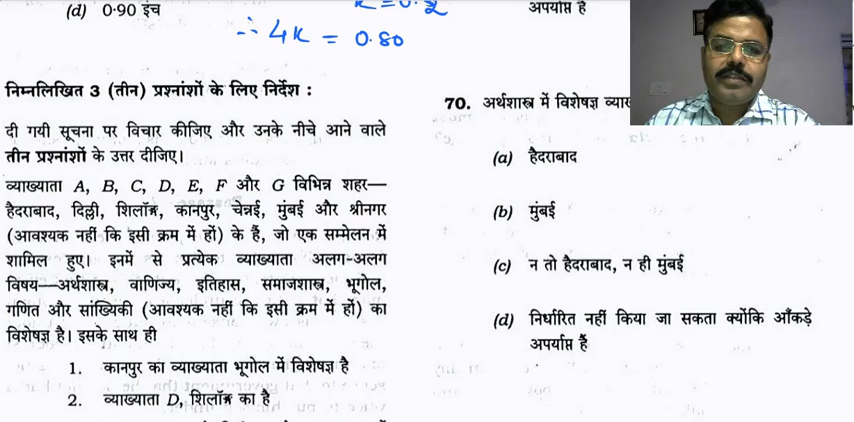 (d) 0·90 इंच
∴ 4x = 0.80
अपर्याप्त है
निम्नलिखित 3 (तीन) प्रश्नांशों के लिए निर्देश :
दी गयी सूचना पर विचार कीजिए और उनके नीचे आने वाले
तीन प्रश्नांशों के उत्तर दीजिए।
व्याख्याता A, B, C, D, E, F और G विभिन्न शहर—
हैदराबाद, दिल्ली, शिलाँन्ग, कानपुर, चेन्नई, मुंबई और श्रीनगर
(आवश्यक नहीं कि इसी क्रम में हों) के हैं, जो एक सम्मेलन में
शामिल हुए। इनमें से प्रत्येक व्याख्याता अलग-अलग
विषय—अर्थशास्त्र, वाणिज्य, इतिहास, समाजशास्त्र, भूगोल,
गणित और सांख्यिकी (आवश्यक नहीं कि इसी क्रम में हों) का
विशेषज्ञ है। इसके साथ ही
1. कानपुर का व्याख्याता भूगोल में विशेषज्ञ है
2. व्याख्याता D, शिलाँन्ग का है
70. अर्थशास्त्र में विशेषज्ञ
(a) हैदराबाद
(b) मुंबई
(c) न तो हैदराबाद, न ही मुंबई
(d) निर्धारित नहीं किया जा सकता क्योंकि आँकड़े
अपर्याप्त हैं